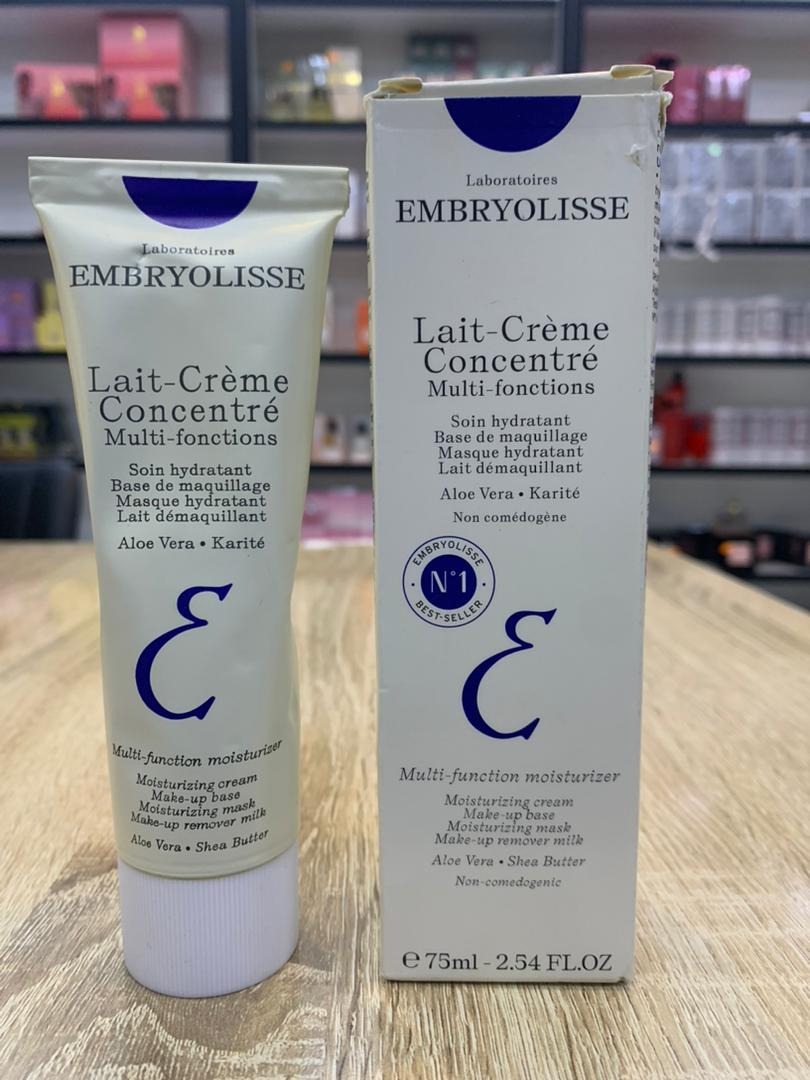 Laboratoires
EMBRYOLISSE
Lait-Crème
Concentré
Multi-fonctions
Soin hydratant
Base de maquillage
Masque hydratant
Lait démaquillant
Aloe Vera • Karité
Ɛ
Multi-function moisturizer
Moisturizing cream
Make-up base
Moisturizing mask
Make-up remover milk
Aloe Vera • Shea Butter
Laboratoires
EMBRYOLISSE
Lait-Crème
Concentré
Multi-fonctions
Soin hydratant
Base de maquillage
Masque hydratant
Lait démaquillant
Aloe Vera • Karité
Non comédogène
EMBRYOLISSE
N°1
BEST-SELLER
Ɛ
Multi-function moisturizer
Moisturizing cream
Make-up base
Moisturizing mask
Make-up remover milk
Aloe Vera • Shea Butter
Non-comedogenic
℮ 75ml - 2.54 FL.OZ